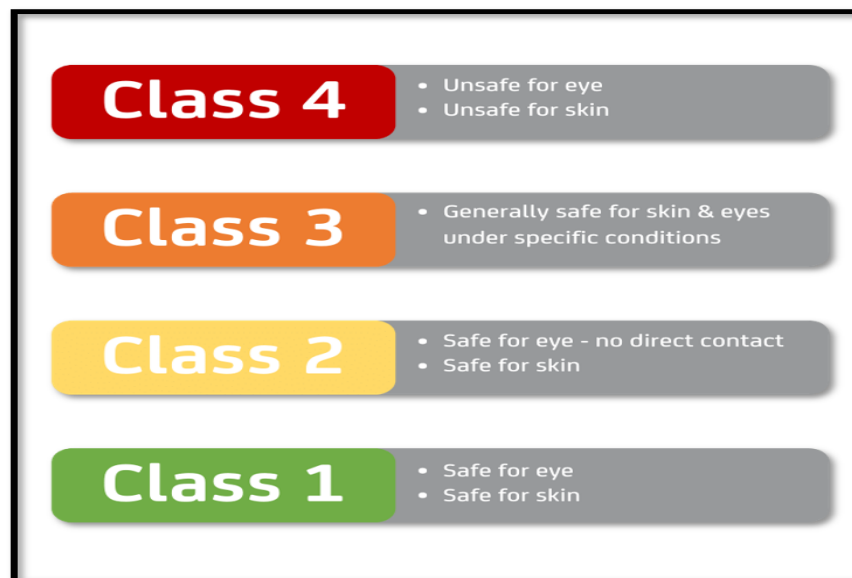 Class 4
• Unsafe for eye
• Unsafe for skin
Class 3
• Generally safe for skin & eyes
under specific conditions
Class 2
• Safe for eye - no direct contact
• Safe for skin
Class 1
• Safe for eye
• Safe for skin